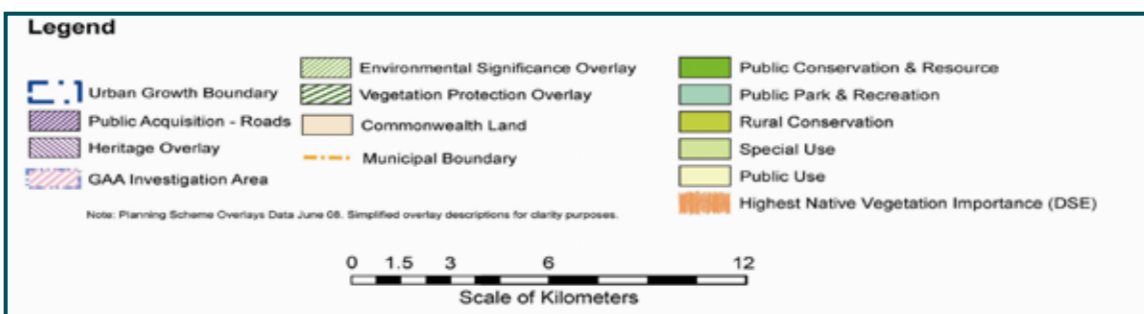 Legend
Urban Growth Boundary
Public Acquisition - Roads
Heritage Overlay
GAA Investigation Area
Environmental Significance Overlay
Vegetation Protection Overlay
Commonwealth Land
Municipal Boundary
Public Conservation & Resource
Public Park & Recreation
Rural Conservation
Special Use
Public Use
Highest Native Vegetation Importance (DSE)
Note: Planning Scheme Overlays Data June 08. Simplified overlay descriptions for clarity purposes.
0 1.5 3 6 12
Scale of Kilometers